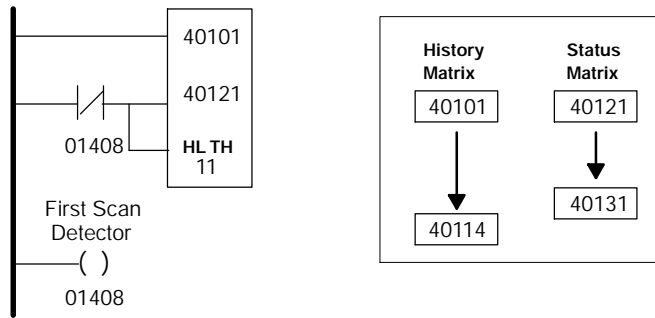 40101
40121
01408
HLTH
11
First Scan
Detector
( )
01408
History
Matrix
40101
40114
Status
Matrix
40121
40131